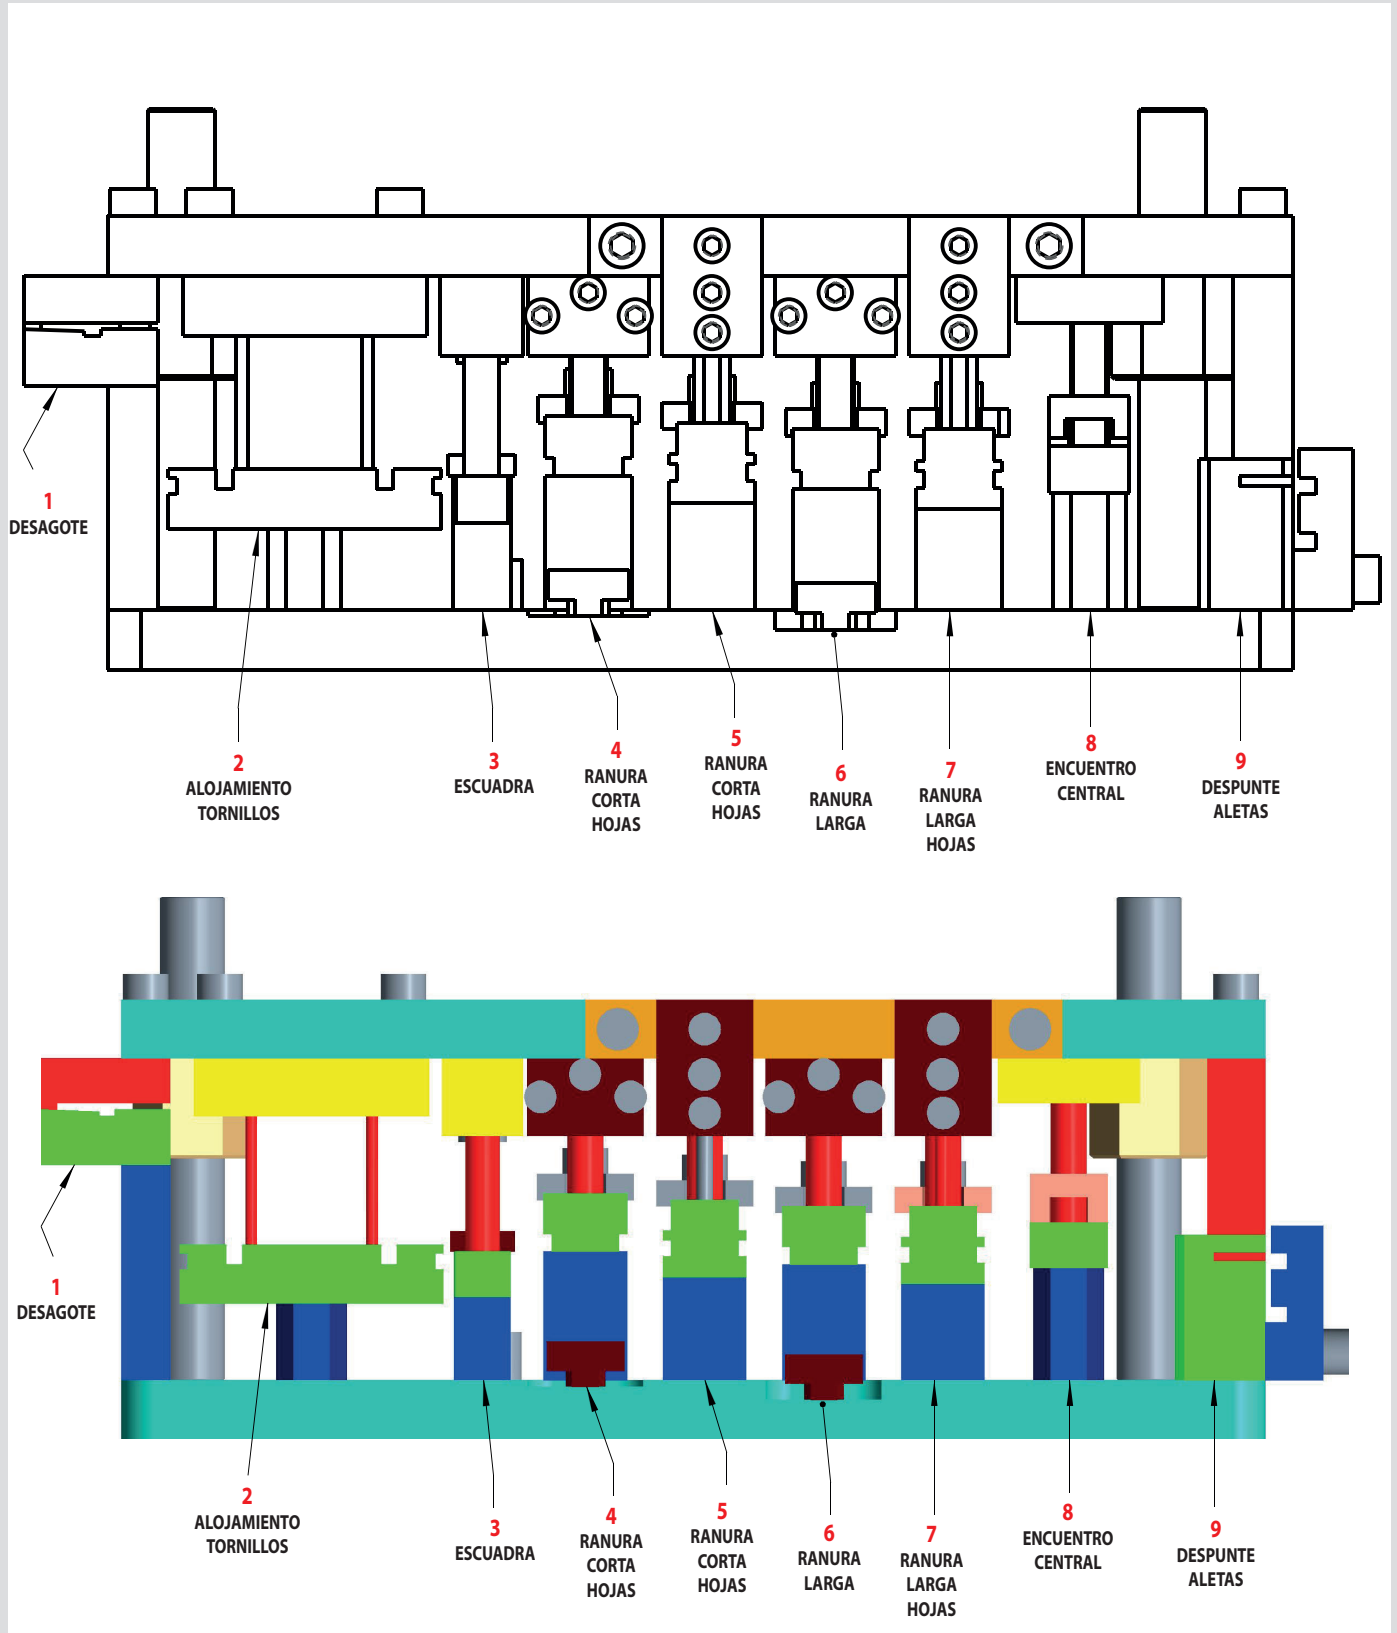 1
DESAGOTE
2
ALOJAMIENTO
TORNILLOS
3
ESCUADRA
4
RANURA
CORTA
HOJAS
5
RANURA
CORTA
HOJAS
6
RANURA
LARGA
7
RANURA
LARGA
HOJAS
8
ENCUENTRO
CENTRAL
9
DESPUNTE
ALETAS
1
DESAGOTE
2
ALOJAMIENTO
TORNILLOS
3
ESCUADRA
4
RANURA
CORTA
HOJAS
5
RANURA
CORTA
HOJAS
6
RANURA
LARGA
7
RANURA
LARGA
HOJAS
8
ENCUENTRO
CENTRAL
9
DESPUNTE
ALETAS